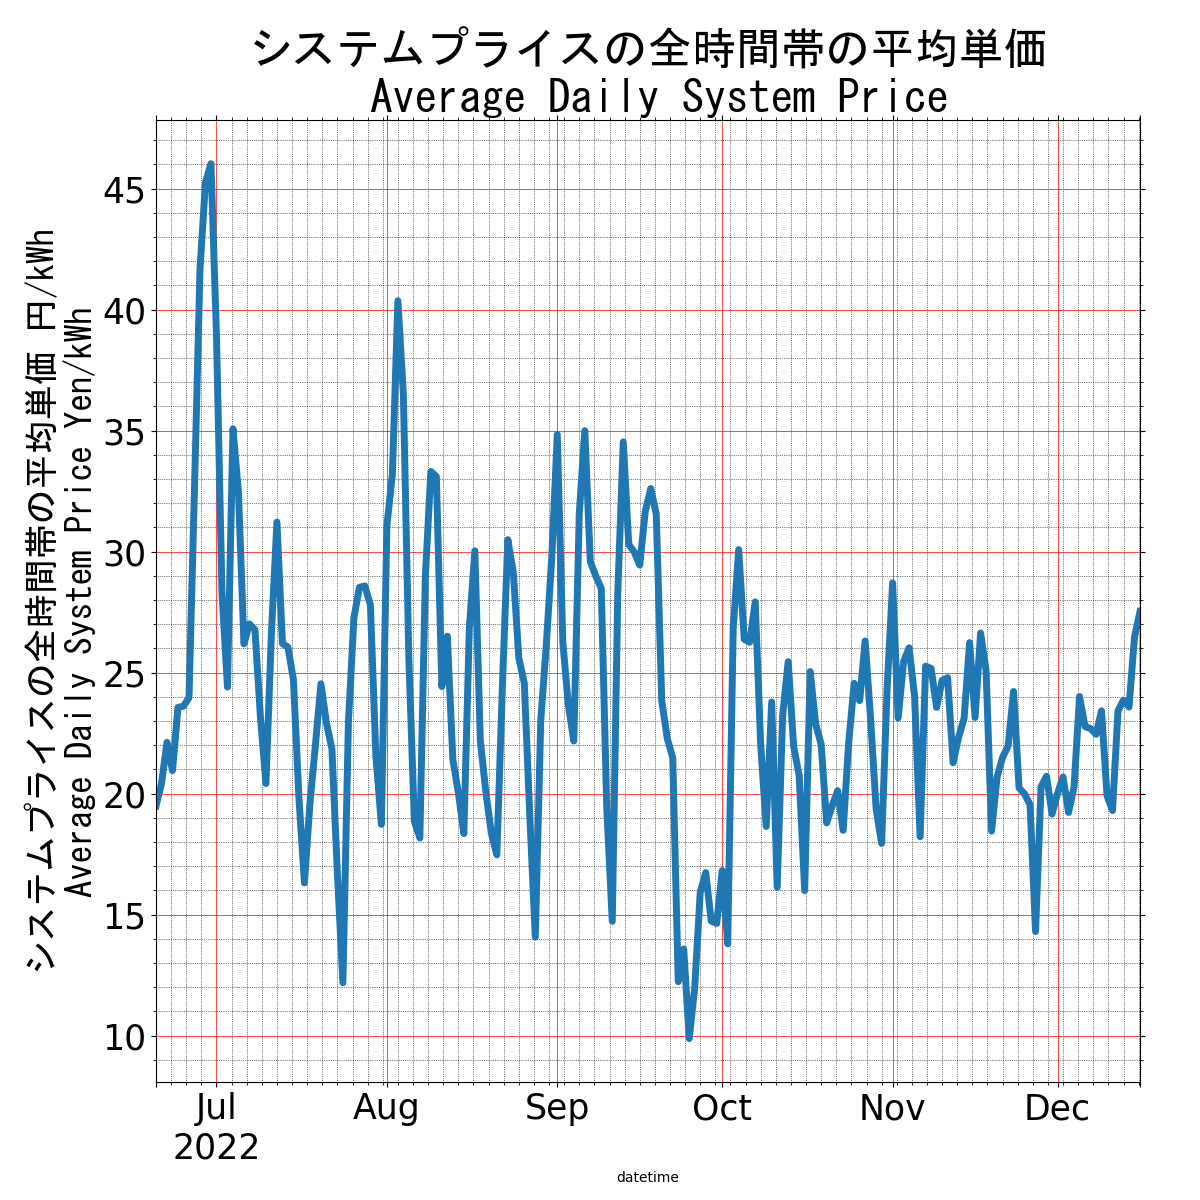 システムプライスの全時間帯の平均単価
Average Daily System Price
システムプライスの全時間帯の平均単価 円/kWh
Average Daily System Price Yen/kWh
45
40
35
30
25
20
15
10
Jul
2022
Aug
Sep
Oct
Nov
Dec
datetime